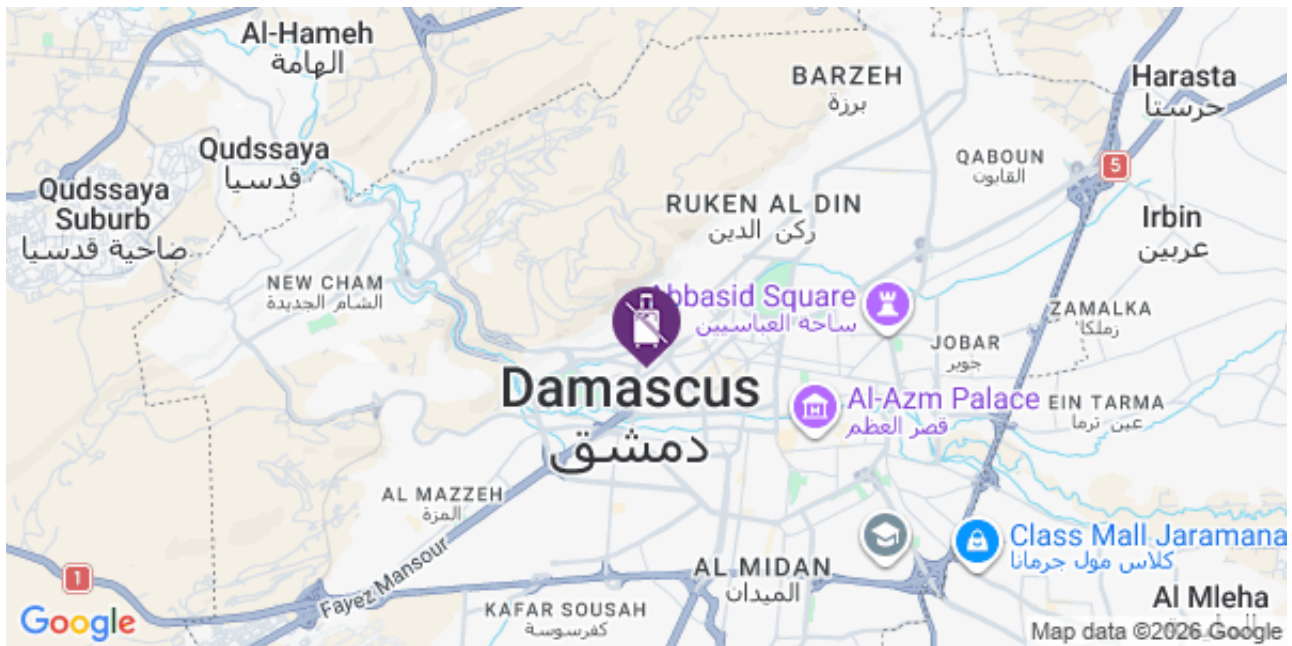 Al-Hameh
الهامة
BARZEH
برزة
Harasta
حرستا
Qudssaya
قدسيا
QABOUN
القابون
5
Qudssaya
Suburb
ضاحية قدسيا
RUKEN AL DIN
ركن الدين
Irbin
عربين
NEW CHAM
الشام الجديدة
Abbasid Square
ساحة العباسيين
ZAMALKA
زملكا
JOBAR
جوبر
Damascus
دمشق
Al-Azm Palace
قصر العظم
EIN TARMA
عين ترما
AL MAZZEH
المزة
Fayez Mansour
Class Mall Jaramana
كلاس مول جرمانا
1
AL MIDAN
الميدان
KAFAR SOUSAH
كفرسوسة
Al Mleha
Google
Map data ©2026 Google